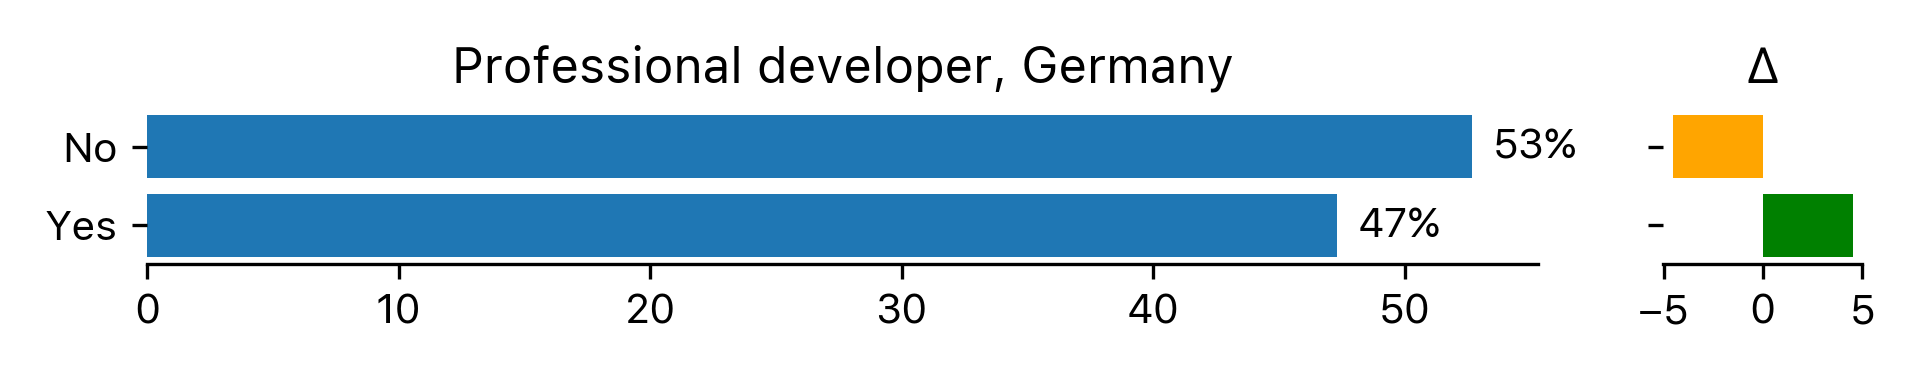 Professional developer, Germany Δ
No 53%
Yes 47%
0 10 20 30 40 50 −5 0 5